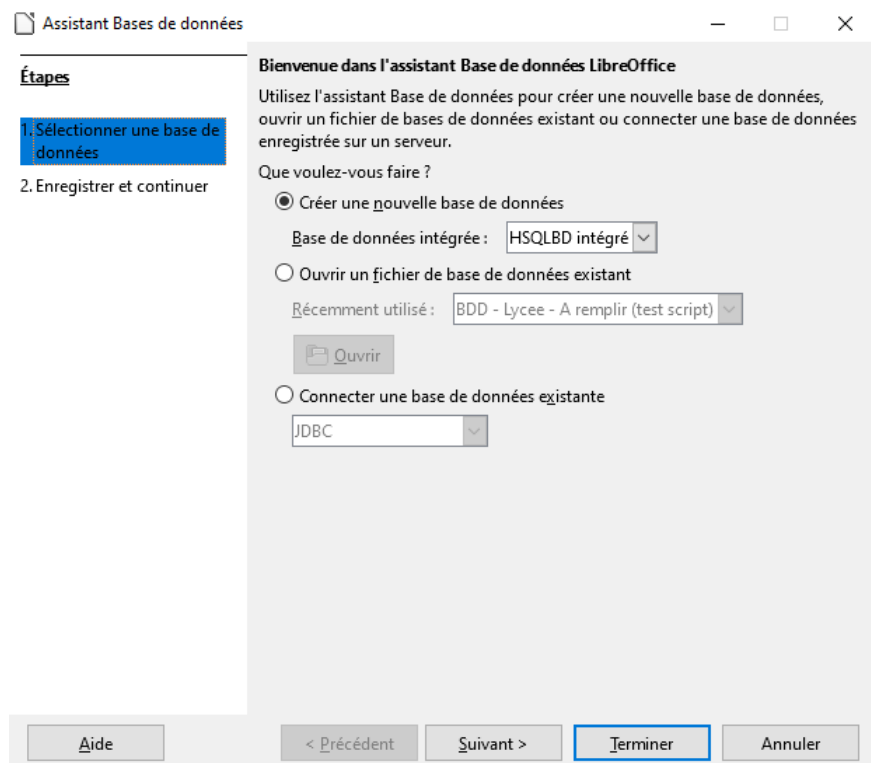 Assistant Bases de données
Étapes
1. Sélectionner une base de
données
2. Enregistrer et continuer
Bienvenue dans l'assistant Base de données LibreOffice
Utilisez l'assistant Base de données pour créer une nouvelle base de données,
ouvrir un fichier de bases de données existant ou connecter une base de données
enregistrée sur un serveur.
Que voulez-vous faire ?
Créer une nouvelle base de données
Base de données intégrée : HSQLBD intégré
Ouvrir un fichier de base de données existant
Récemment utilisé : BDD - Lycee - A remplir (test script)
Ouvrir
Connecter une base de données existante
JDBC
Aide < Précédent Suivant > Terminer Annuler